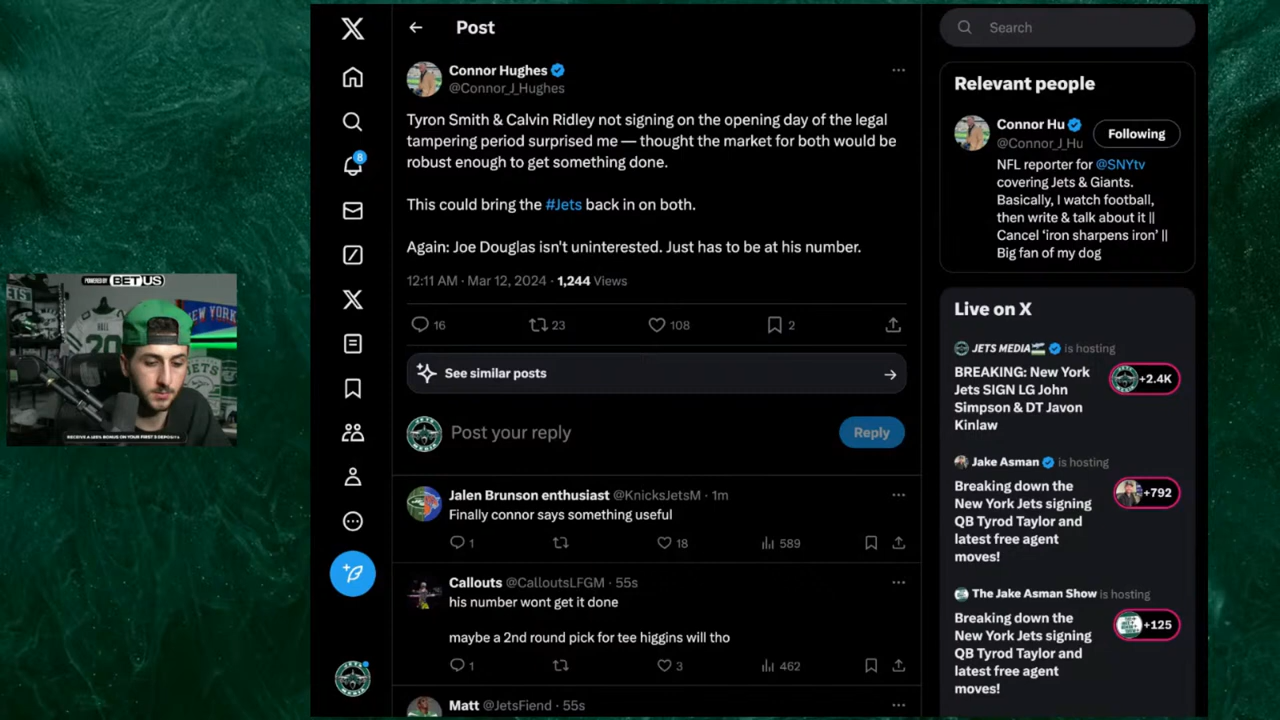 Post
Search
Connor Hughes
@Connor_J_Hughes
Tyron Smith & Calvin Ridley not signing on the opening day of the legal
tampering period surprised me — thought the market for both would be
robust enough to get something done.
This could bring the #Jets back in on both.
Again: Joe Douglas isn't uninterested. Just has to be at his number.
12:11 AM · Mar 12, 2024 · 1,244 Views
16 23 108 2
See similar posts
Post your reply
Reply
Jalen Brunson enthusiast @KnicksJetsM · 1m
Finally connor says something useful
1 18 589
Callouts @CalloutsLFGM · 55s
his number wont get it done
maybe a 2nd round pick for tee higgins will tho
1 3 462
Matt @JetsFiend · 55s
8
Relevant people
Connor Hu
@Connor_J_Hu
Following
NFL reporter for @SNYtv
covering Jets & Giants.
Basically, I watch football,
then write & talk about it ||
Cancel ‘iron sharpens iron’ ||
Big fan of my dog
Live on X
JETS MEDIA is hosting
BREAKING: New York
Jets SIGN LG John
Simpson & DT Javon
Kinlaw
+2.4K
Jake Asman is hosting
Breaking down the
New York Jets signing
QB Tyrod Taylor and
latest free agent
moves!
+792
The Jake Asman Show is hosting
Breaking down the
New York Jets signing
QB Tyrod Taylor and
latest free agent
moves!
+125
POWERED BY BETUS
HALL
20
NEW YORK
JETS
RECEIVE A 125% BONUS ON YOUR FIRST 3 DEPOSITS